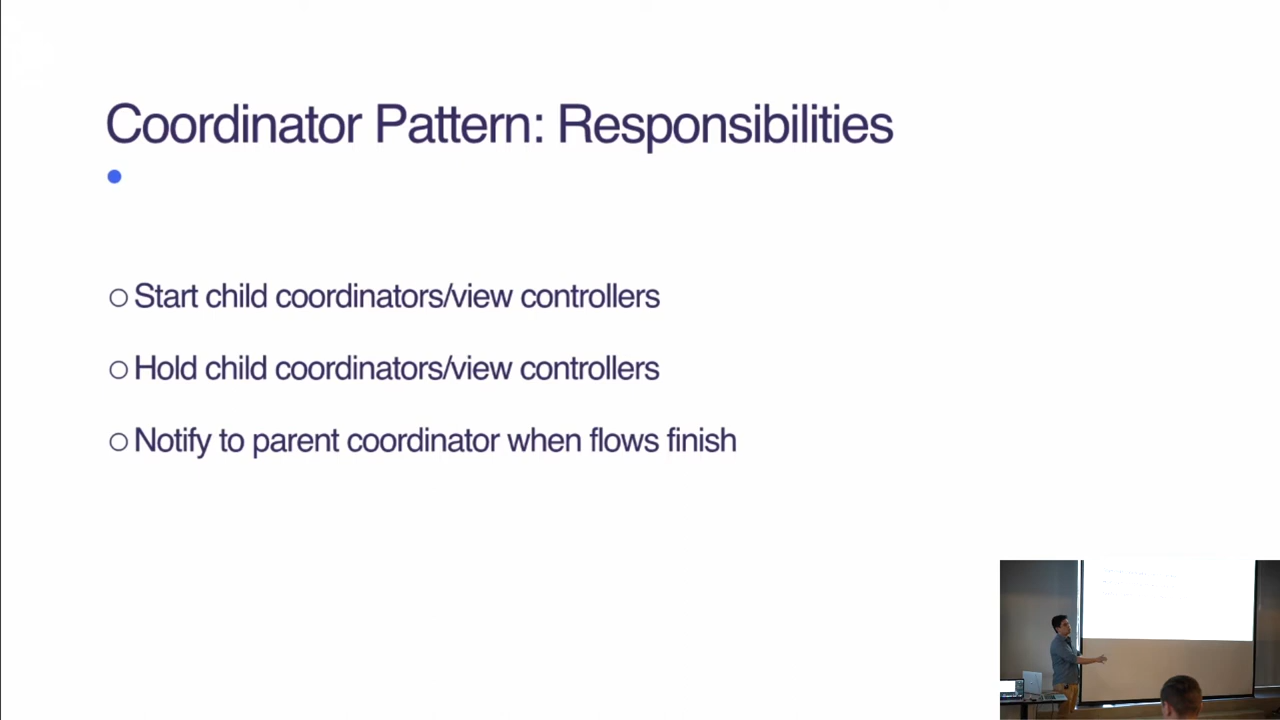 Coordinator Pattern: Responsibilities
Start child coordinators/view controllers
Hold child coordinators/view controllers
Notify to parent coordinator when flows finish